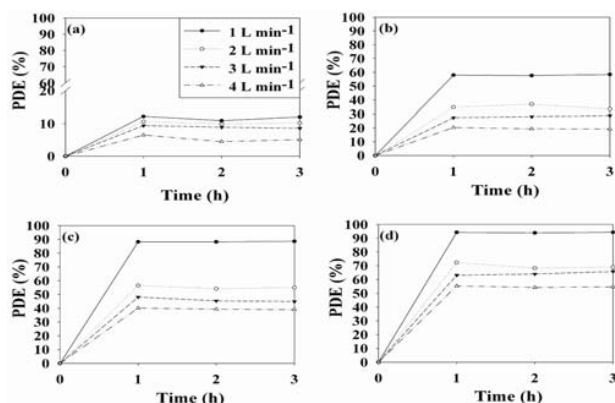 (a)
1 L min-1
2 L min-1
3 L min-1
4 L min-1
PDE (%)
100
90
80
70
60
20
10
0
0 1 2 3
Time (h)
(b)
PDE (%)
100
90
80
70
60
50
40
30
20
10
0
0 1 2 3
Time (h)
(c)
PDE (%)
100
90
80
70
60
50
40
30
20
10
0
0 1 2 3
Time (h)
(d)
PDE (%)
100
90
80
70
60
50
40
30
20
10
0
0 1 2 3
Time (h)